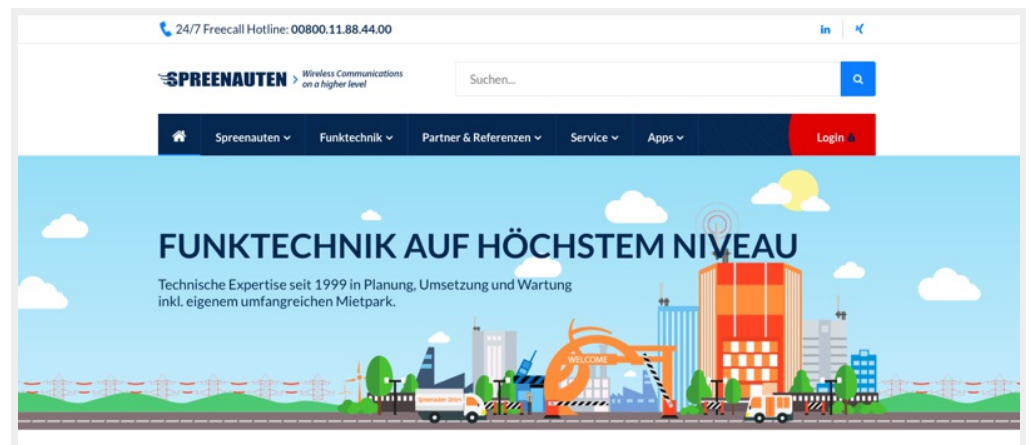 24/7 Freecall Hotline: 00800.11.88.44.00
SPREENAUTEN
Wireless Communications
on a higher level
Suchen...
Spreenauten
Funktechnik
Partner & Referenzen
Service
Apps
Login
FUNKTECHNIK AUF HÖCHSTEM NIVEAU
Technische Expertise seit 1999 in Planung, Umsetzung und Wartung
inkl. eigenem umfangreichen Mietpark.
WELCOME
Spreenauten GmbH